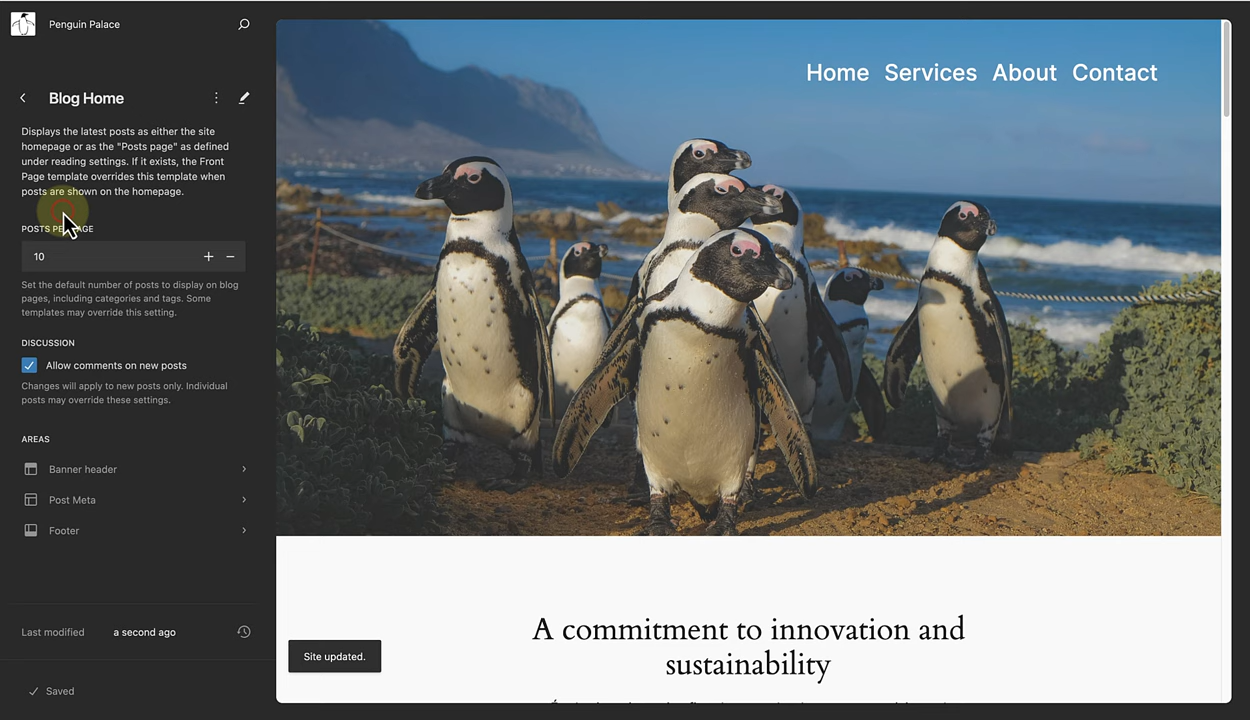 Penguin Palace
Blog Home
Displays the latest posts as either the site
homepage or as the "Posts page" as defined
under reading settings. If it exists, the Front
Page template overrides this template when
posts are shown on the homepage.
POSTS PER PAGE
10
Set the default number of posts to display on blog
pages, including categories and tags. Some
templates may override this setting.
DISCUSSION
Allow comments on new posts
Changes will apply to new posts only. Individual
posts may override these settings.
AREAS
Banner header
Post Meta
Footer
Last modified a second ago
Saved
Home Services About Contact
A commitment to innovation and
sustainability
Site updated.